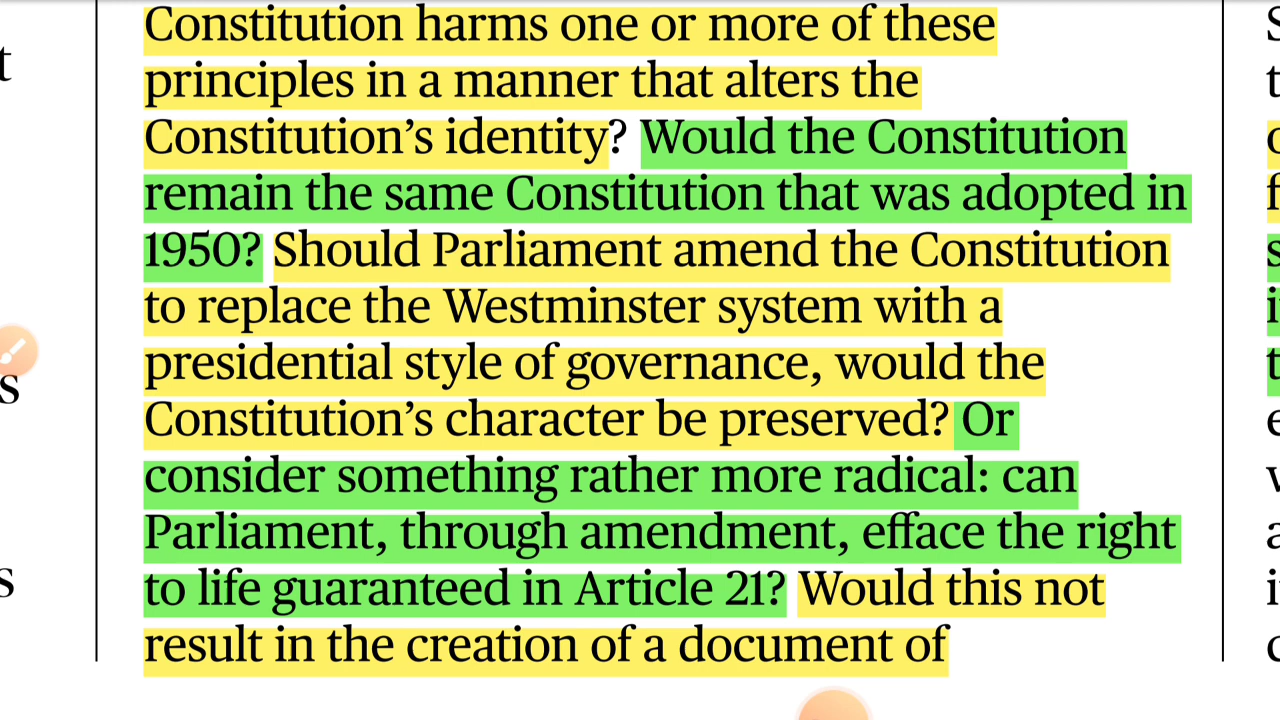 Constitution harms one or more of these
principles in a manner that alters the
Constitution’s identity? Would the Constitution
remain the same Constitution that was adopted in
1950? Should Parliament amend the Constitution
to replace the Westminster system with a
presidential style of governance, would the
Constitution’s character be preserved? Or
consider something rather more radical: can
Parliament, through amendment, efface the right
to life guaranteed in Article 21? Would this not
result in the creation of a document of